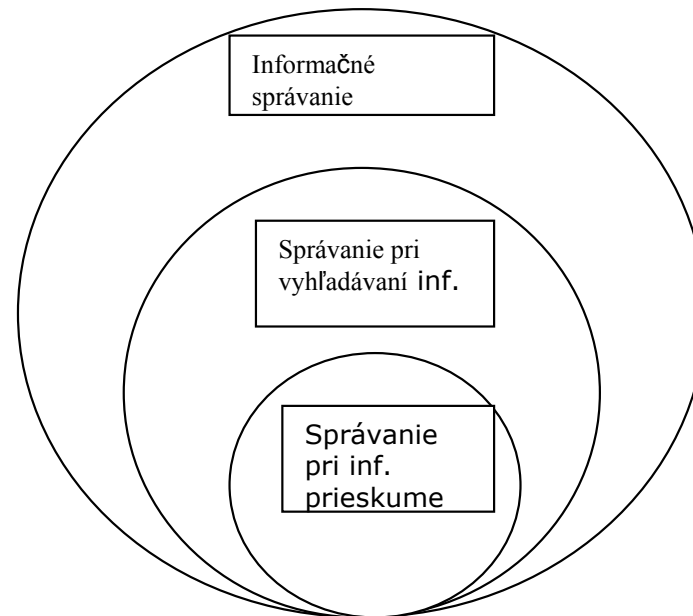 Informačné
správanie
Správanie pri
vyhľadávaní inf.
Správanie
pri inf.
prieskume